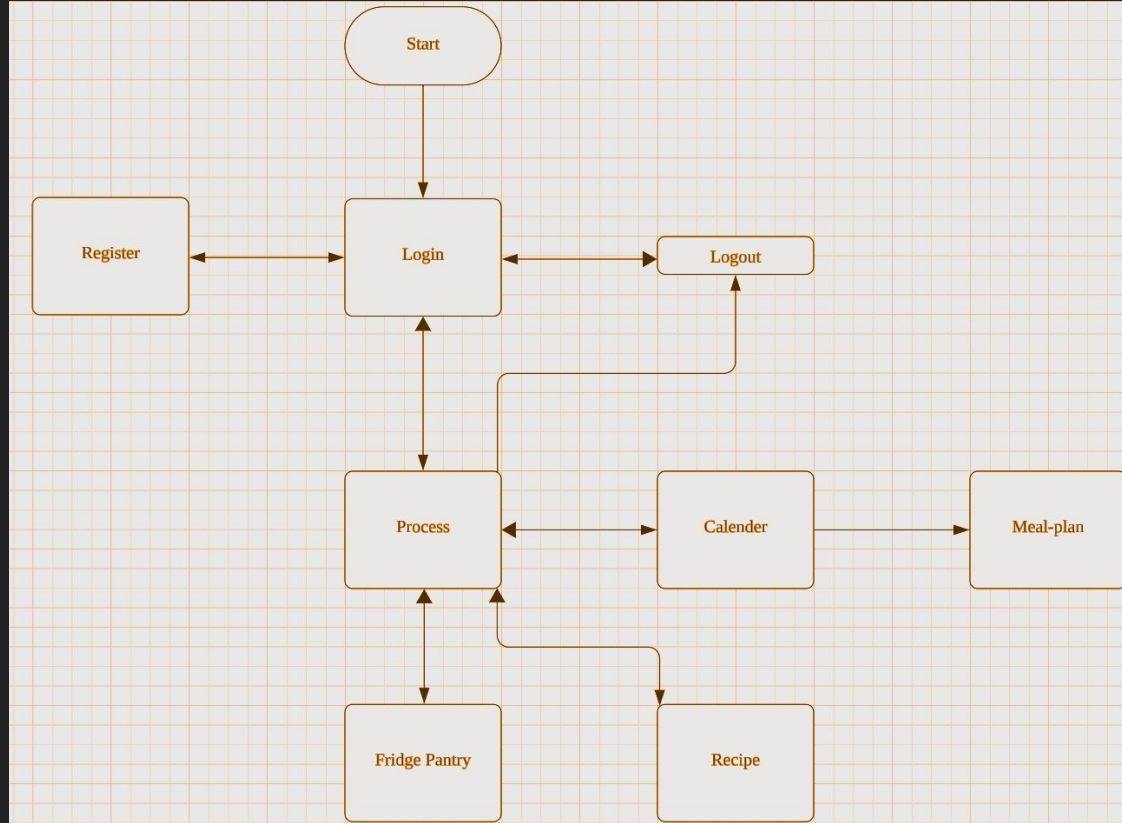 Start
Register
Login
Logout
Process
Calender
Meal-plan
Fridge Pantry
Recipe